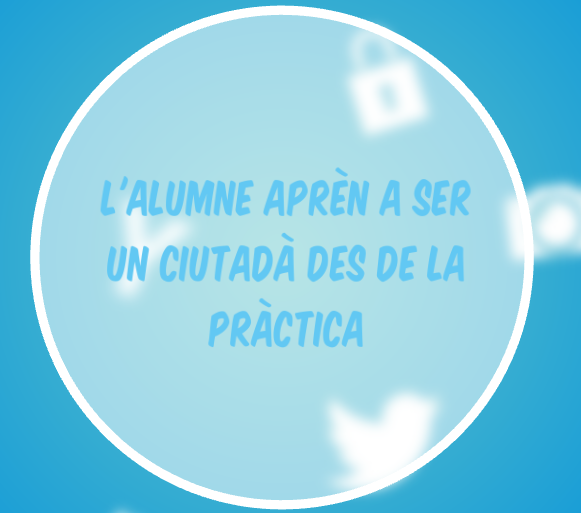 L'ALUMNE APRÈN A SER
UN CIUTADÀ DES DE LA
PRÀCTICA